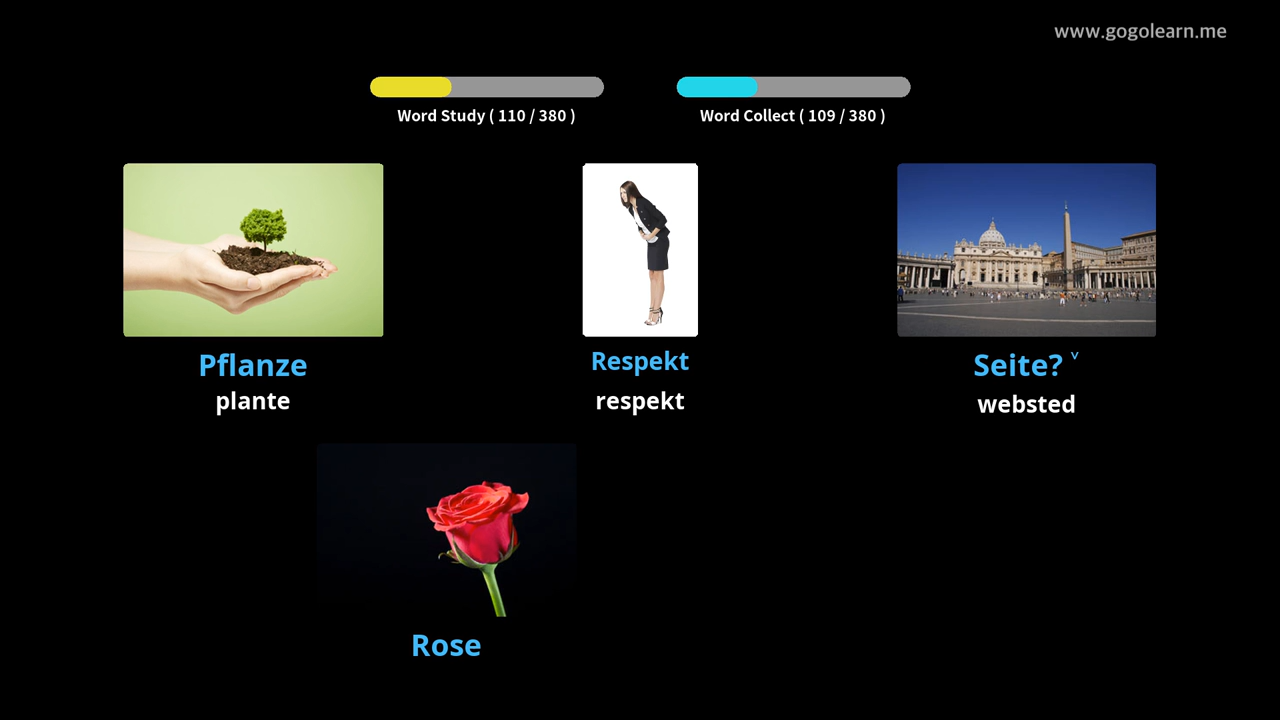 www.gogolearn.me
Word Study ( 110 / 380 )
Word Collect ( 109 / 380 )
Pflanze
plante
Respekt
respekt
Seite? v
websted
Rose